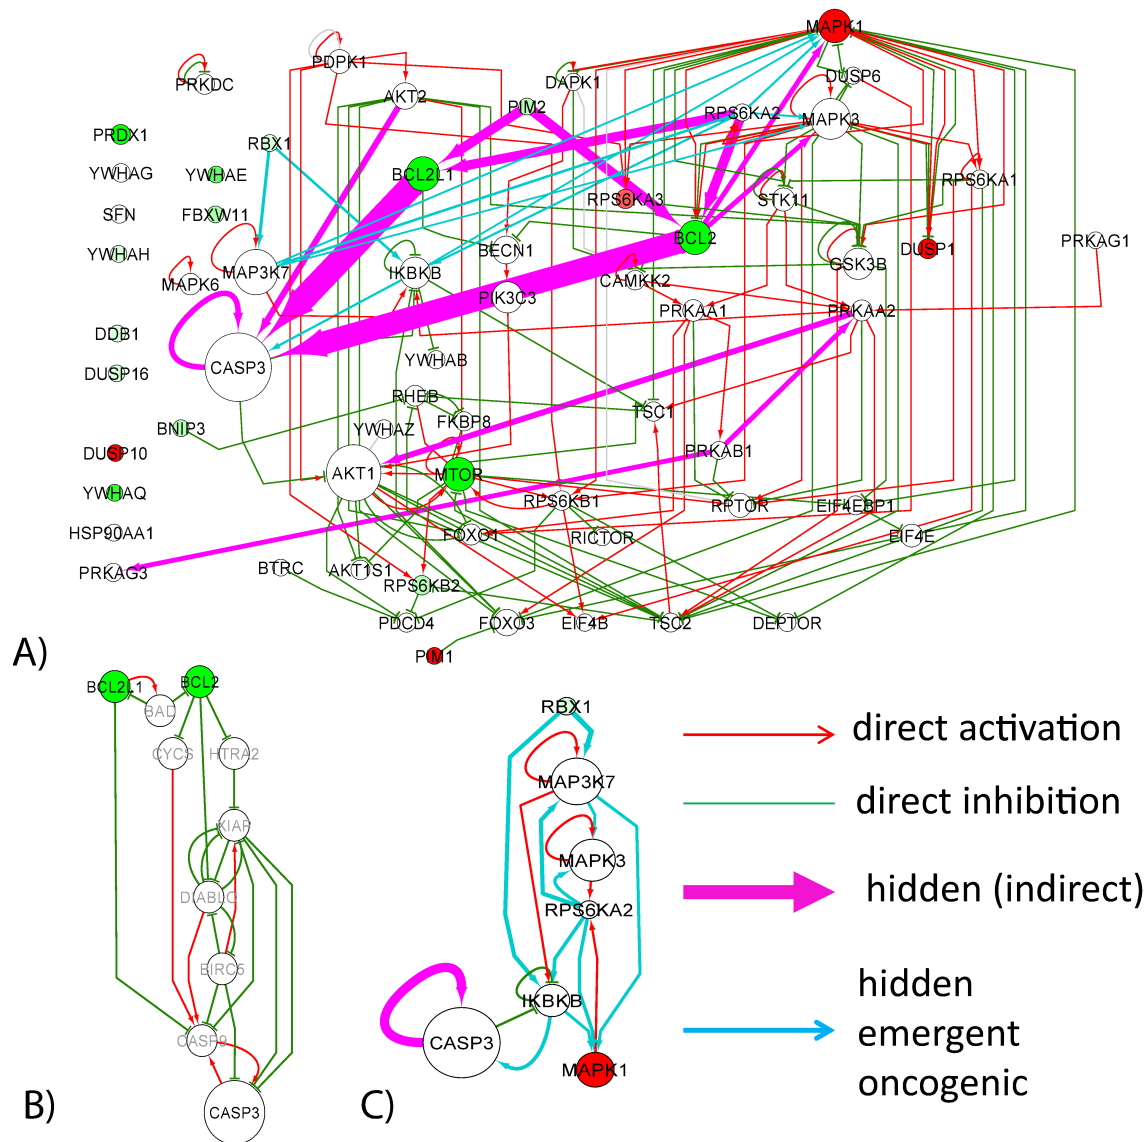 MAPK1
PDPK1
DUSP6
DAPK1
PRKDC
AKT2
PIM2
RPS6KA2
MAPK3
PRDX1
RBX1
YWHAG
YWHAE
BCL2L1
RPS6KA1
RPS6KA3
STK11
SFN
FBXW11
BCL2
PRKAG1
YWHAH
BECN1
DUSP1
GSK3B
MAP3K7
IKBKB
CAMKK2
MAPK6
PIK3C3
PRKAA1
PRKAA2
DDB1
YWHAB
CASP3
DUSP16
RHEB
TSC1
FKBP8
BNIP3
YWHAZ
DUSP10
PRKAB1
AKT1
MTOR
YWHAQ
RPS6KB1
RPTOR
EIF4EBP1
HSP90AA1
FOXO1
RICTOR
EIF4E
PRKAG3
BTRC
AKT1S1
RPS6KB2
PDCD4
FOXO3
EIF4B
TSC2
DEPTOR
PIM1
A)
BCL2L1
BCL2
BAD
CYCS
HTRA2
XIAP
DIABLO
BIRC5
CASP9
CASP3
B)
RBX1
MAP3K7
MAPK3
RPS6KA2
IKBKB
CASP3
MAPK1
C)
direct activation
direct inhibition
hidden (indirect)
hidden
emergent
oncogenic